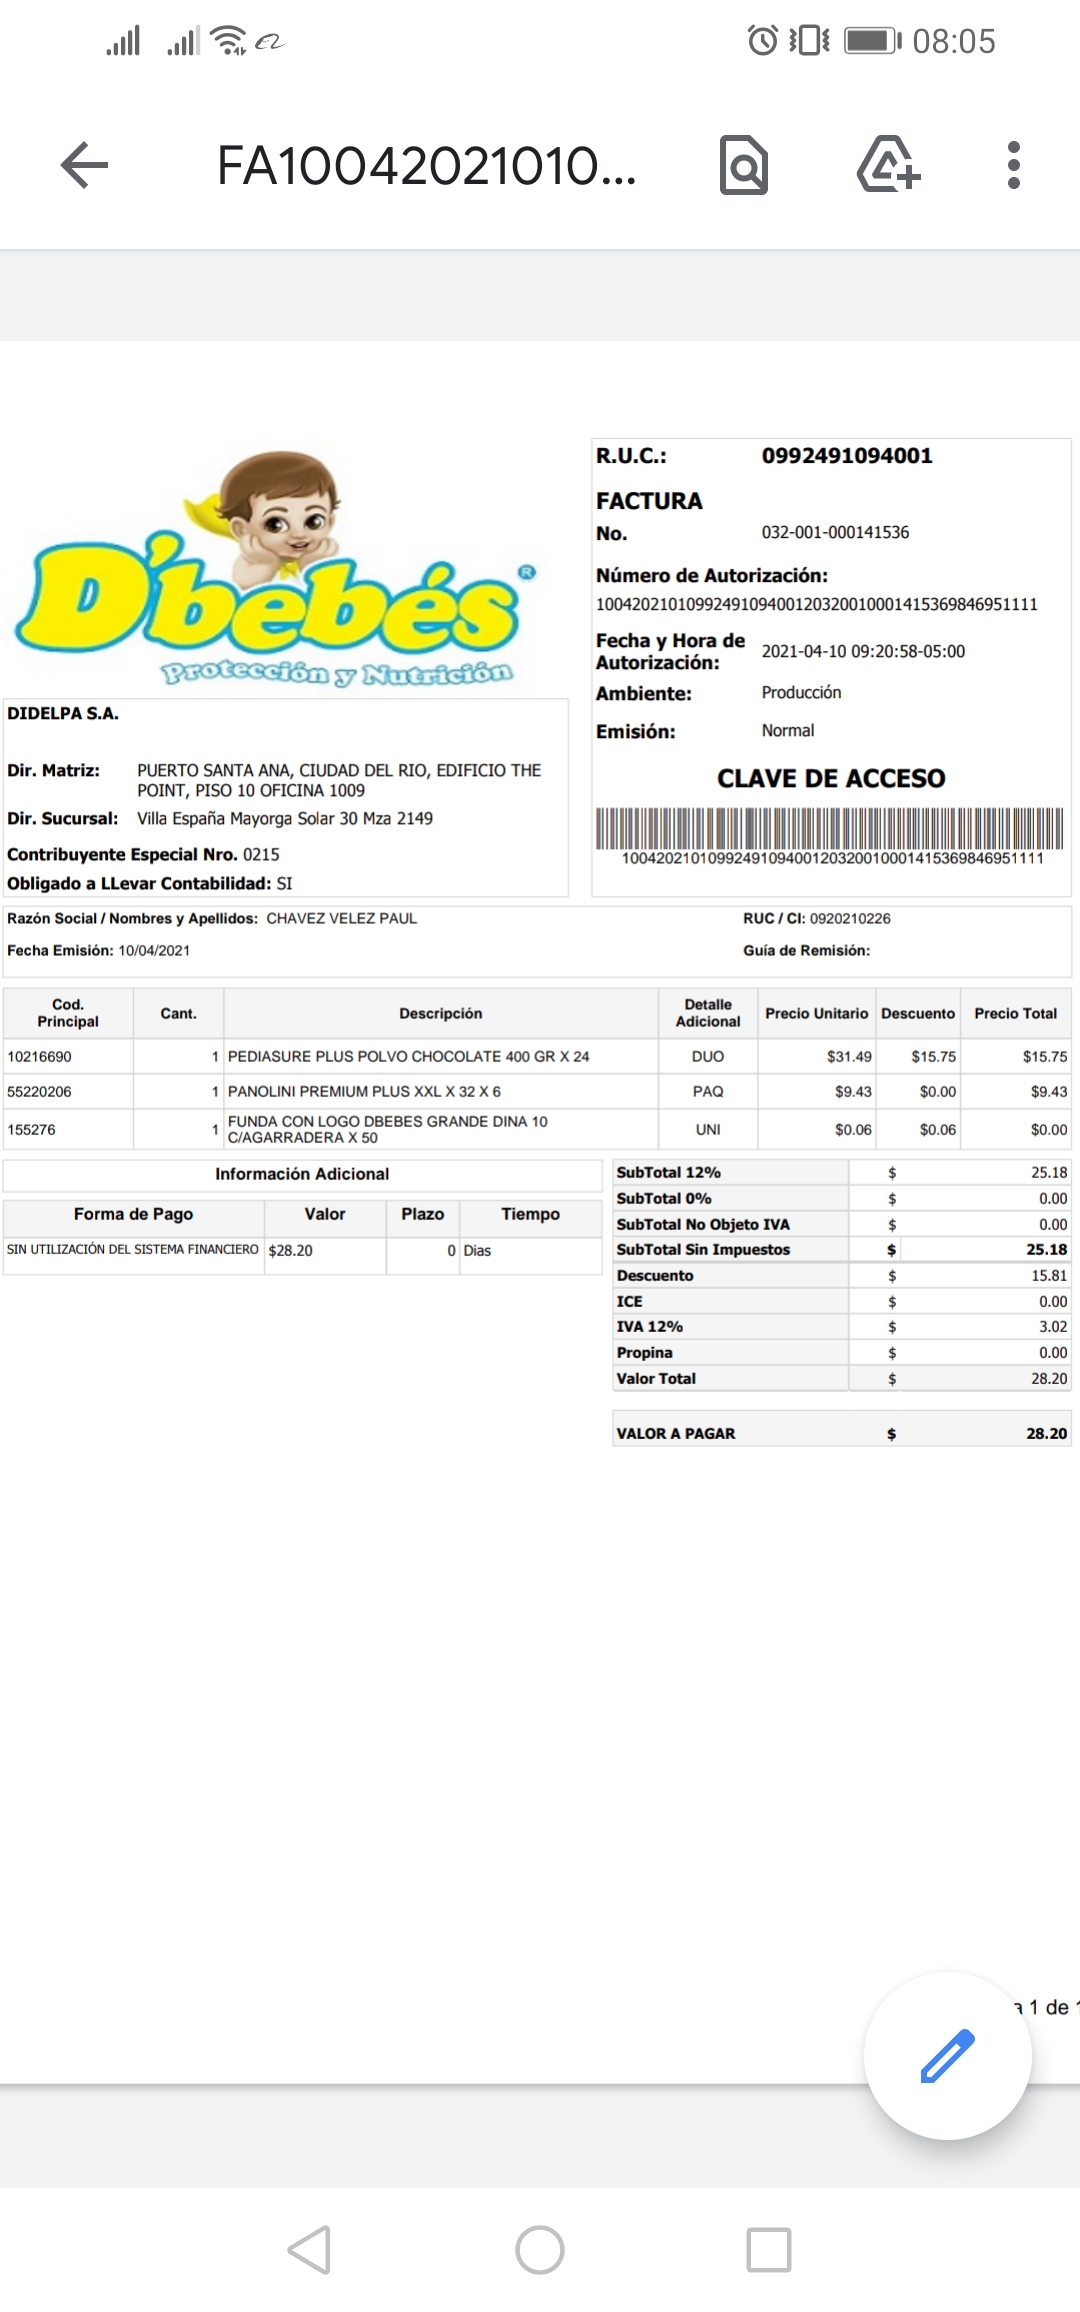 08:05
FA10042021010...
D'bebés ®
Protección y Nutrición
R.U.C.: 0992491094001
FACTURA
No. 032-001-000141536
Número de Autorización:
1004202101099249109400120320010001415369846951111
Fecha y Hora de Autorización: 2021-04-10 09:20:58-05:00
Ambiente: Producción
Emisión: Normal
CLAVE DE ACCESO
1004202101099249109400120320010001415369846951111
DIDELPA S.A.
Dir. Matriz: PUERTO SANTA ANA, CIUDAD DEL RIO, EDIFICIO THE
POINT, PISO 10 OFICINA 1009
Dir. Sucursal: Villa España Mayorga Solar 30 Mza 2149
Contribuyente Especial Nro. 0215
Obligado a LLevar Contabilidad: SI
Razón Social / Nombres y Apellidos: CHAVEZ VELEZ PAUL RUC / CI: 0920210226
Fecha Emisión: 10/04/2021 Guía de Remisión:
Cod. Principal Cant. Descripción Detalle Adicional Precio Unitario Descuento Precio Total
10216690 1 PEDIASURE PLUS POLVO CHOCOLATE 400 GR X 24 DUO $31.49 $15.75 $15.75
55220206 1 PANOLINI PREMIUM PLUS XXL X 32 X 6 PAQ $9.43 $0.00 $9.43
155276 1 FUNDA CON LOGO DBEBES GRANDE DINA 10 C/AGARRADERA X 50 UNI $0.06 $0.06 $0.00
Información Adicional
Forma de Pago Valor Plazo Tiempo
SIN UTILIZACIÓN DEL SISTEMA FINANCIERO $28.20 0 Dias
SubTotal 12% $ 25.18
SubTotal 0% $ 0.00
SubTotal No Objeto IVA $ 0.00
SubTotal Sin Impuestos $ 25.18
Descuento $ 15.81
ICE $ 0.00
IVA 12% $ 3.02
Propina $ 0.00
Valor Total $ 28.20
VALOR A PAGAR $ 28.20
a 1 de 1